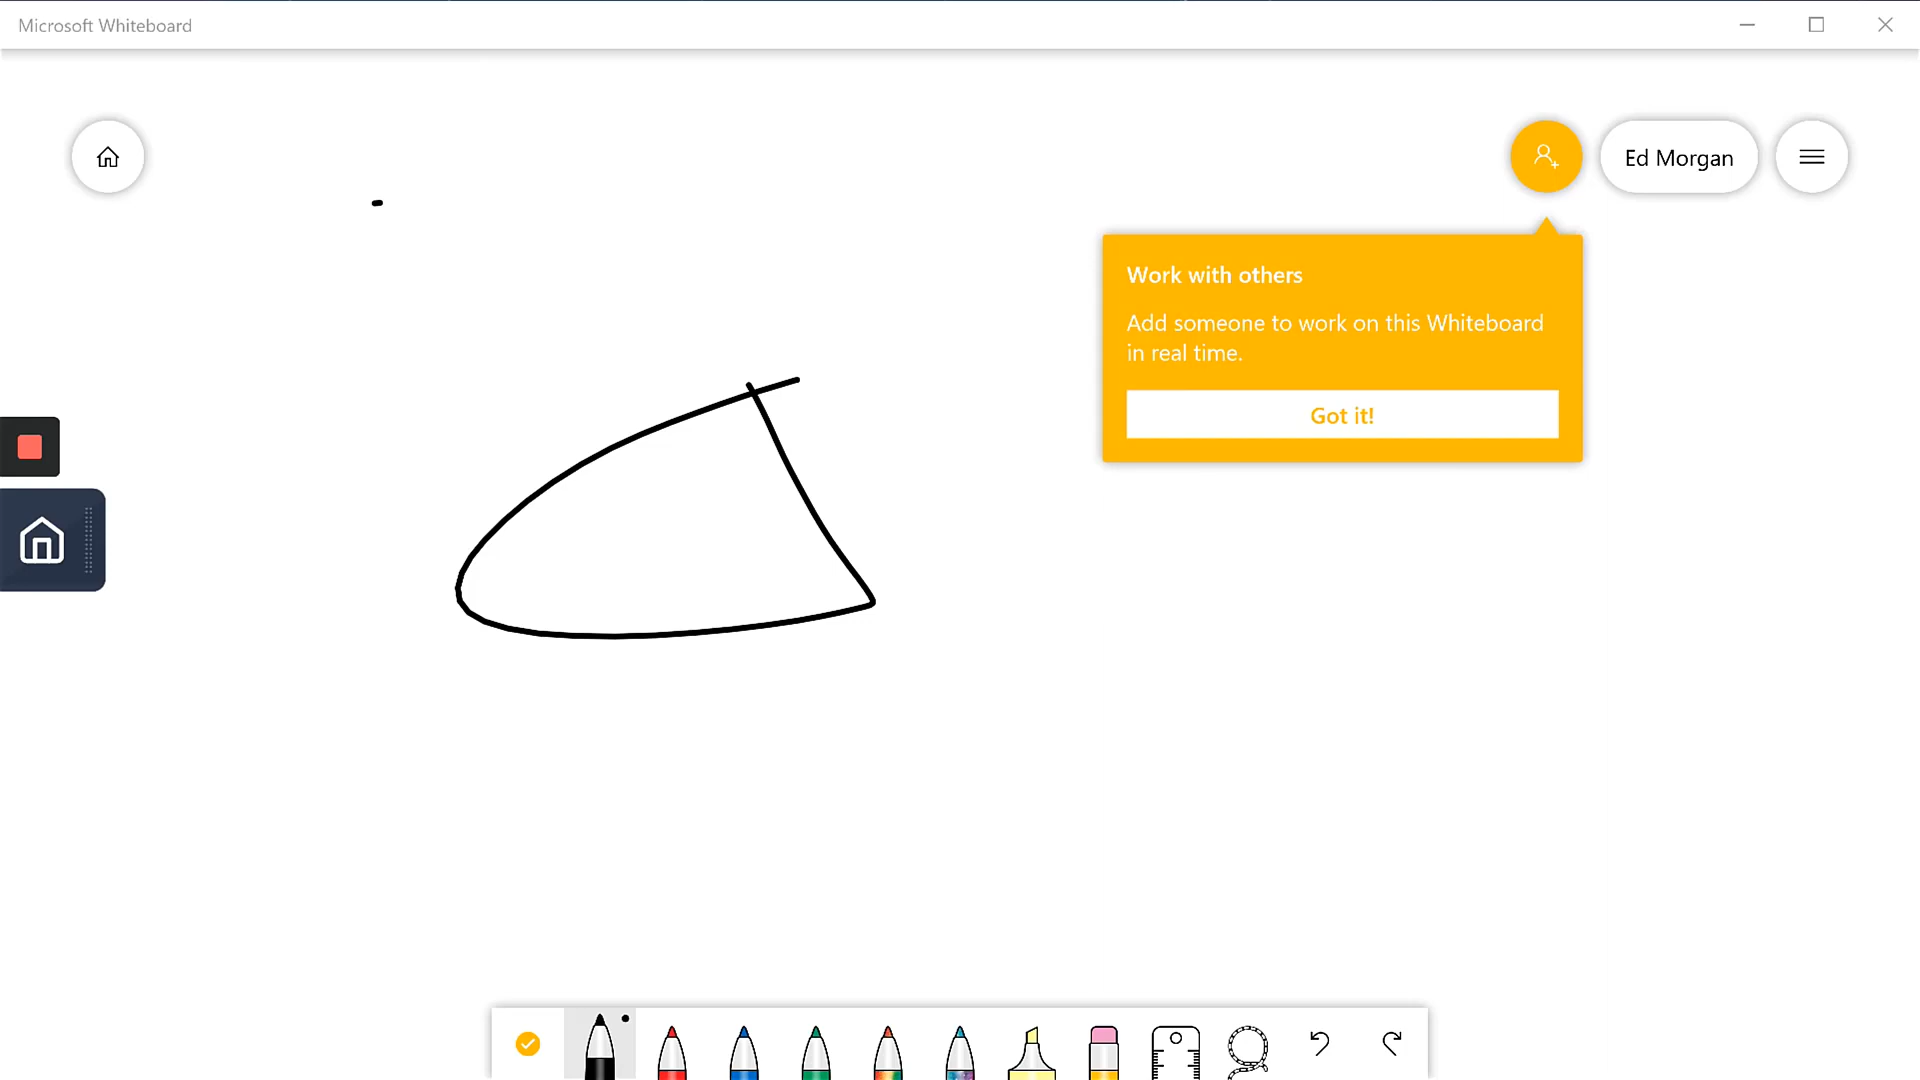 Microsoft Whiteboard
Ed Morgan
Work with others
Add someone to work on this Whiteboard
in real time.
Got it!